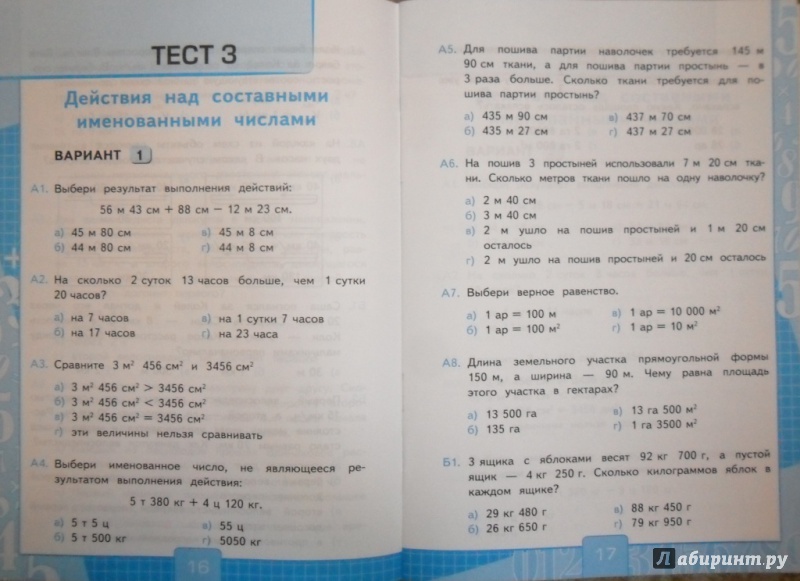 ТЕСТ 3
Действия над составными
именованными числами
ВАРИАНТ 1
А1. Выбери результат выполнения действий:
56 м 43 см + 88 см − 12 м 23 см.
а) 45 м 80 см в) 45 м 8 см
б) 44 м 80 см г) 44 м 8 см
А2. На сколько 2 суток 13 часов больше, чем 1 сутки
20 часов?
а) на 7 часов в) на 1 сутки 7 часов
б) на 17 часов г) на 23 часа
А3. Сравните 3 м² 456 см² и 3456 см²
а) 3 м² 456 см² > 3456 см²
б) 3 м² 456 см² < 3456 см²
в) 3 м² 456 см² = 3456 см²
г) эти величины нельзя сравнивать
А4. Выбери именованное число, не являющееся ре-
зультатом выполнения действия:
5 т 380 кг + 4 ц 120 кг.
а) 5 т 5 ц в) 55 ц
б) 5 т 500 кг г) 5050 кг
16
А5. Для пошива партии наволочек требуется 145 м
90 см ткани, а для пошива партии простынь — в
3 раза больше. Сколько ткани требуется для по-
шива партии простынь?
а) 435 м 90 см в) 437 м 70 см
б) 435 м 27 см г) 437 м 27 см
А6. На пошив 3 простыней использовали 7 м 20 см тка-
ни. Сколько метров ткани пошло на одну наволочку?
а) 2 м 40 см
б) 3 м 40 см
в) 2 м ушло на пошив простыней и 1 м 20 см
осталось
г) 2 м ушло на пошив простыней и 20 см осталось
А7. Выбери верное равенство.
а) 1 ар = 100 м в) 1 ар = 10 000 м²
б) 1 ар = 100 м² г) 1 ар = 10 м²
А8. Длина земельного участка прямоугольной формы
150 м, а ширина — 90 м. Чему равна площадь
этого участка в гектарах?
а) 13 500 га в) 13 га 500 м²
б) 135 га г) 1 га 3500 м²
Б1. 3 ящика с яблоками весят 92 кг 700 г, а пустой
ящик — 4 кг 250 г. Сколько килограммов яблок в
каждом ящике?
а) 29 кг 480 г в) 88 кг 450 г
б) 26 кг 650 г г) 79 кг 950 г
17
Лабиринт.ру